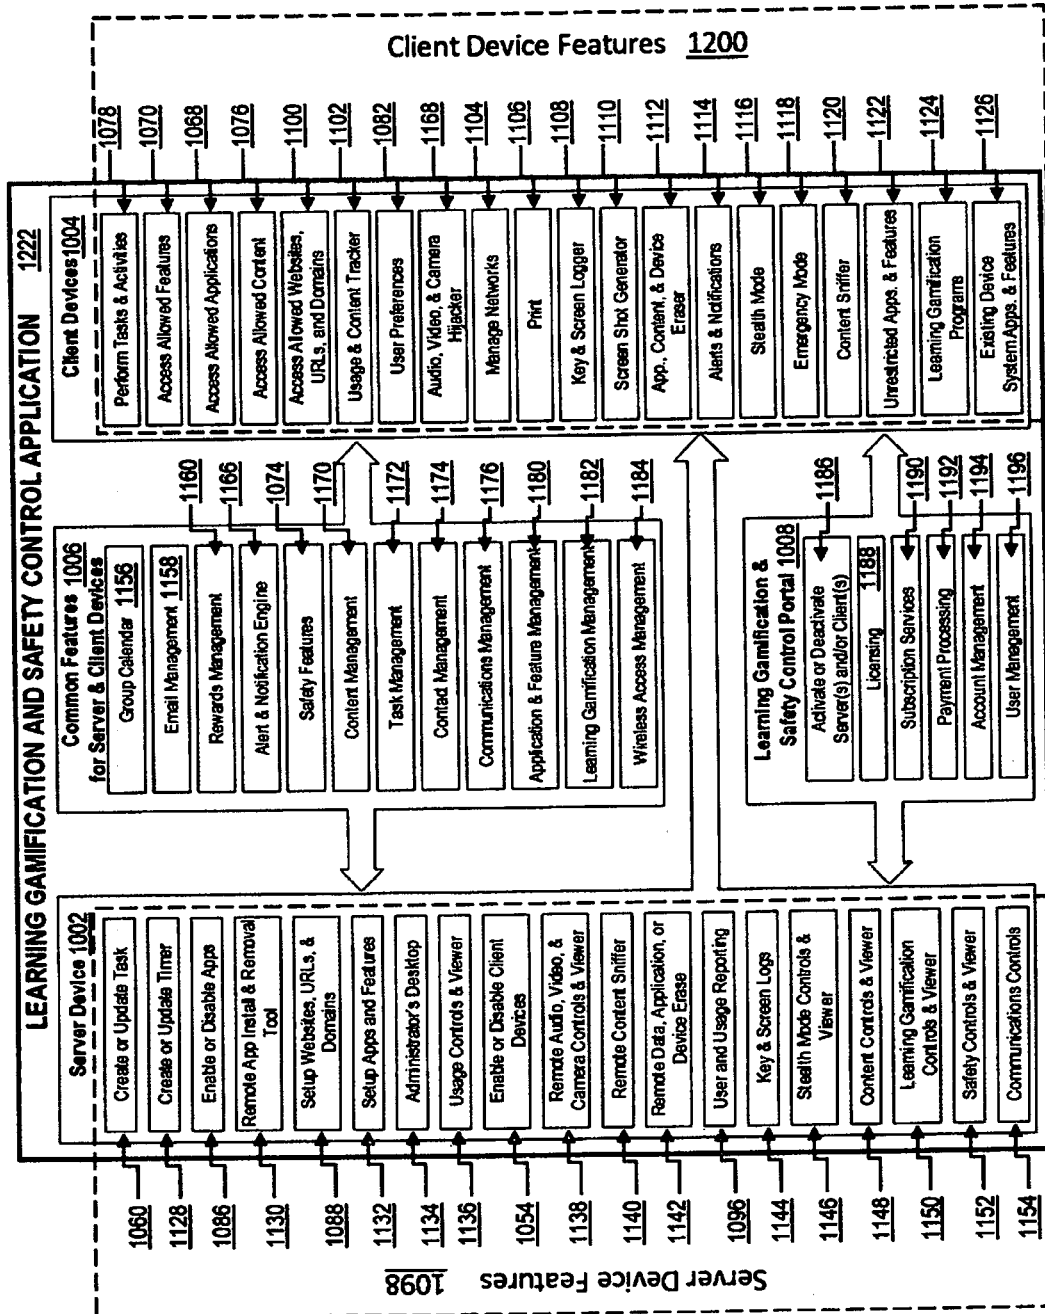 LEARNING GAMIFICATION AND SAFETY CONTROL APPLICATION 1222
Server Device 1002
Create or Update Task
Create or Update Timer
Enable or Disable Apps
Remote App Install & Removal
Tool
Setup Websites, URLs, &
Domains
Setup Apps and Features
Administrator's Desktop
Usage Controls & Viewer
Enable or Disable Client
Devices
Remote Audio, Video, &
Camera Controls & Viewer
Remote Content Sniffer
Remote Data, Application, or
Device Erase
User and Usage Reporting
Key & Screen Logs
Stealth Mode Controls &
Viewer
Content Controls & Viewer
Learning Gamification
Controls & Viewer
Safety Controls & Viewer
Communications Controls
1060
1128
1086
1130
1088
1132
1134
1136
1054
1138
1140
1142
1096
1144
1146
1148
1150
1152
1154
Server Device Features 1098
Common Features 1006
for Server & Client Devices
Group Calendar 1156
Email Management 1158
Rewards Management
Alert & Notification Engine
Safety Features
Content Management
Task Management
Contact Management
Communications Management
Application & Feature Management
Learning Gamification Management
Wireless Access Management
1160
1166
1074
1170
1172
1174
1176
1180
1182
1184
Learning Gamification &
Safety Control Portal 1008
Activate or Deactivate
Server(s) and/or Client(s)
Licensing 1188
Subscription Services
Payment Processing
Account Management
User Management
1186
1190
1192
1194
1196
Client Devices 1004
Perform Tasks & Activities
Access Allowed Features
Access Allowed Applications
Access Allowed Content
Access Allowed Websites,
URLs, and Domains
Usage & Content Tracker
User Preferences
Audio, Video, & Camera
Hijacker
Manage Networks
Print
Key & Screen Logger
Screen Shot Generator
App., Content, & Device
Eraser
Alerts & Notifications
Stealth Mode
Emergency Mode
Content Sniffer
Unrestricted Apps. & Features
Learning Gamification
Programs
Existing Device
System Apps. & Features
1078
1070
1068
1076
1100
1102
1082
1168
1104
1106
1108
1110
1112
1114
1116
1118
1120
1122
1124
1126
Client Device Features 1200